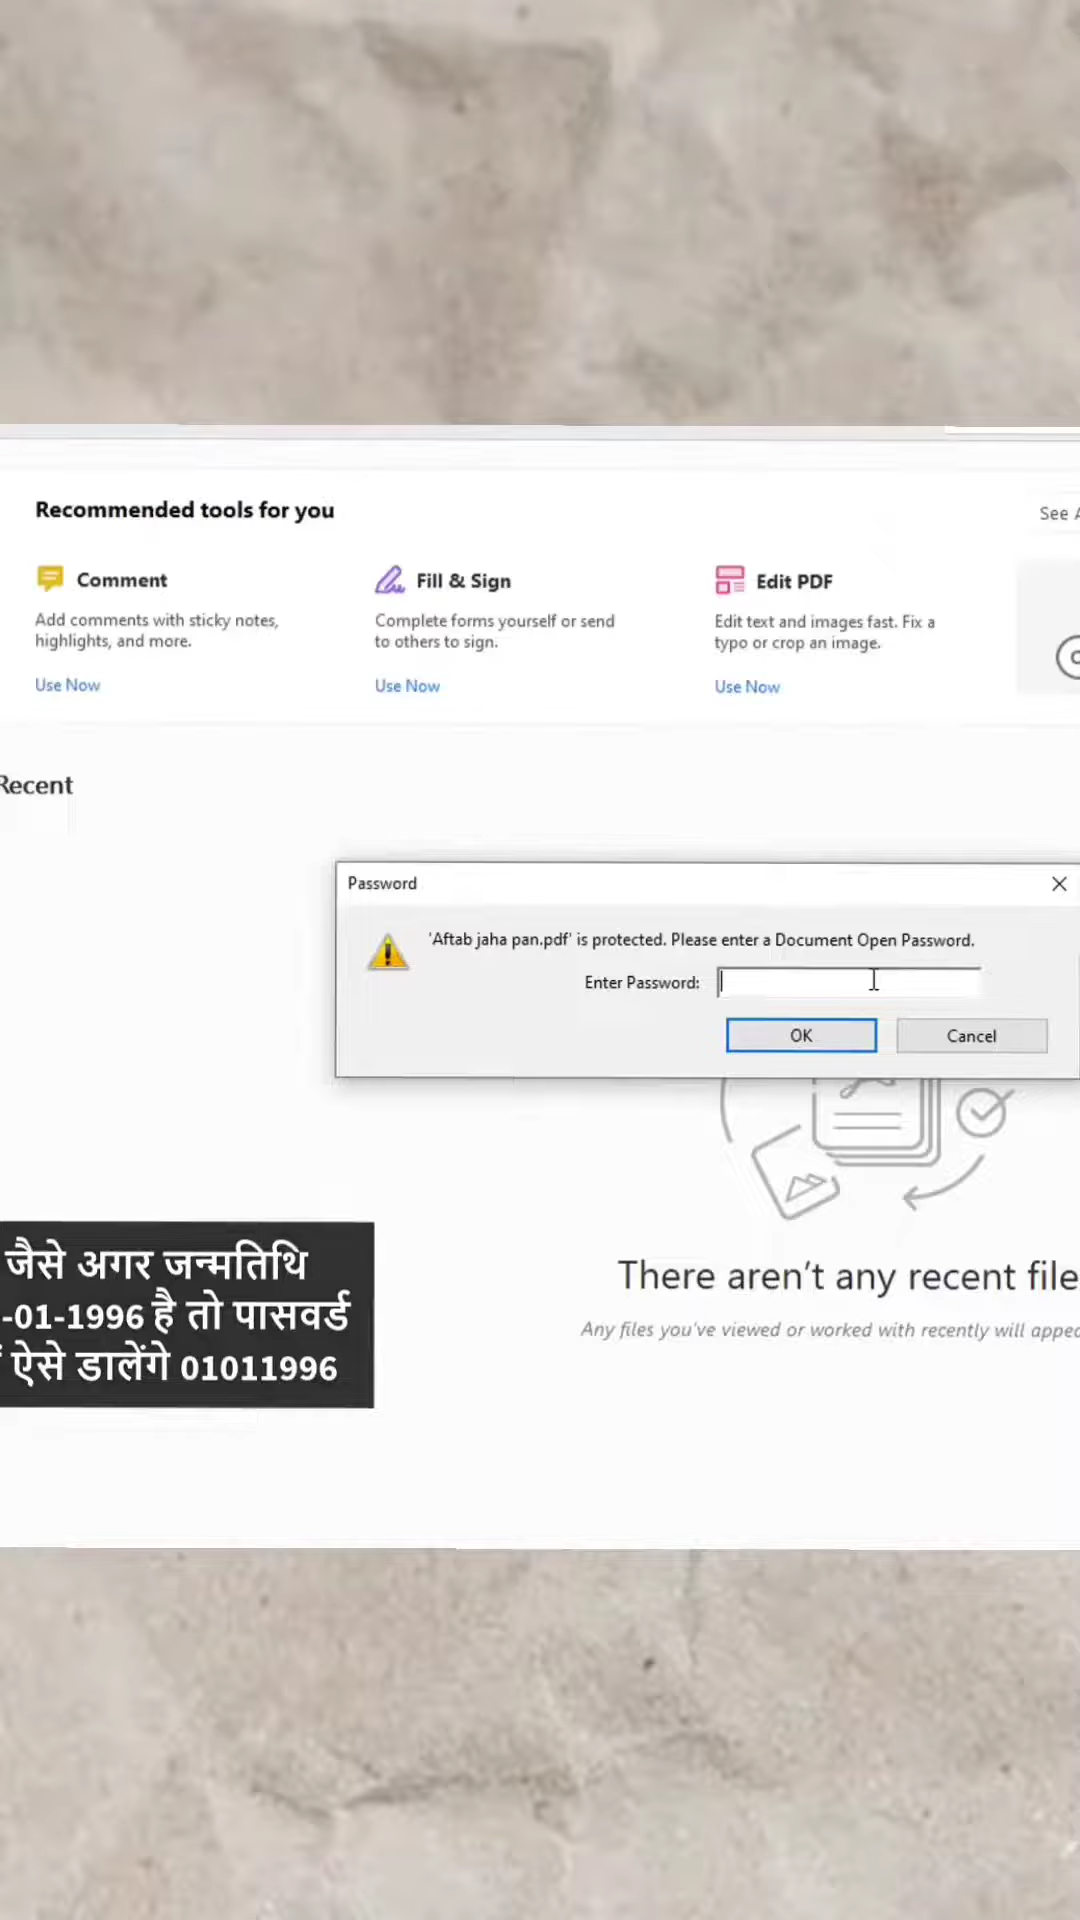 Recommended tools for you
See
Comment
Fill & Sign
Edit PDF
Add comments with sticky notes,
highlights, and more.
Complete forms yourself or send
to others to sign.
Edit text and images fast. Fix a
typo or crop an image.
Use Now
Use Now
Use Now
Recent
Password
'Aftab jaha pan.pdf' is protected. Please enter a Document Open Password.
Enter Password:
OK
Cancel
जैसे अगर जन्मतिथि
-01-1996 है तो पासवर्ड
ऐसे डालेंगे 01011996
There aren't any recent file
Any files you've viewed or worked with recently will appea